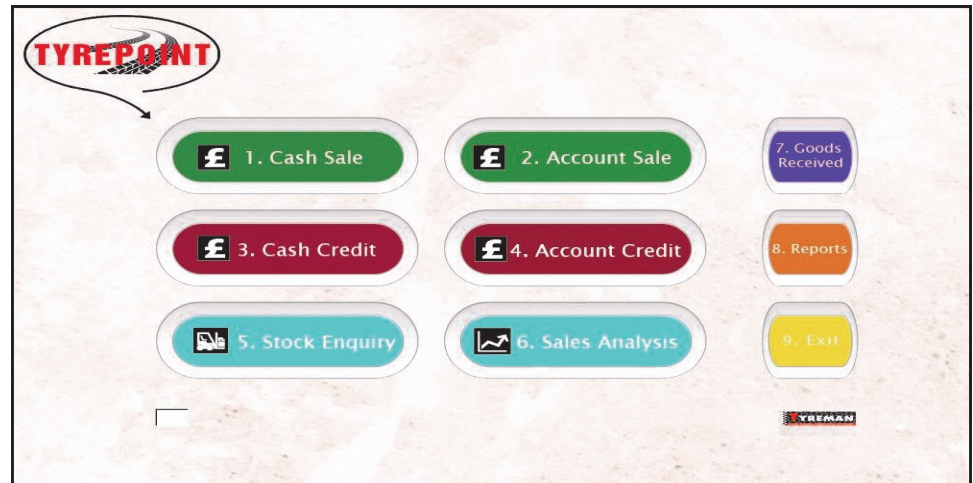 TYREPOINT
£ 1. Cash Sale
£ 2. Account Sale
7. Goods
Received
£ 3. Cash Credit
£ 4. Account Credit
8. Reports
5. Stock Enquiry
6. Sales Analysis
9. Exit
TYREMAN